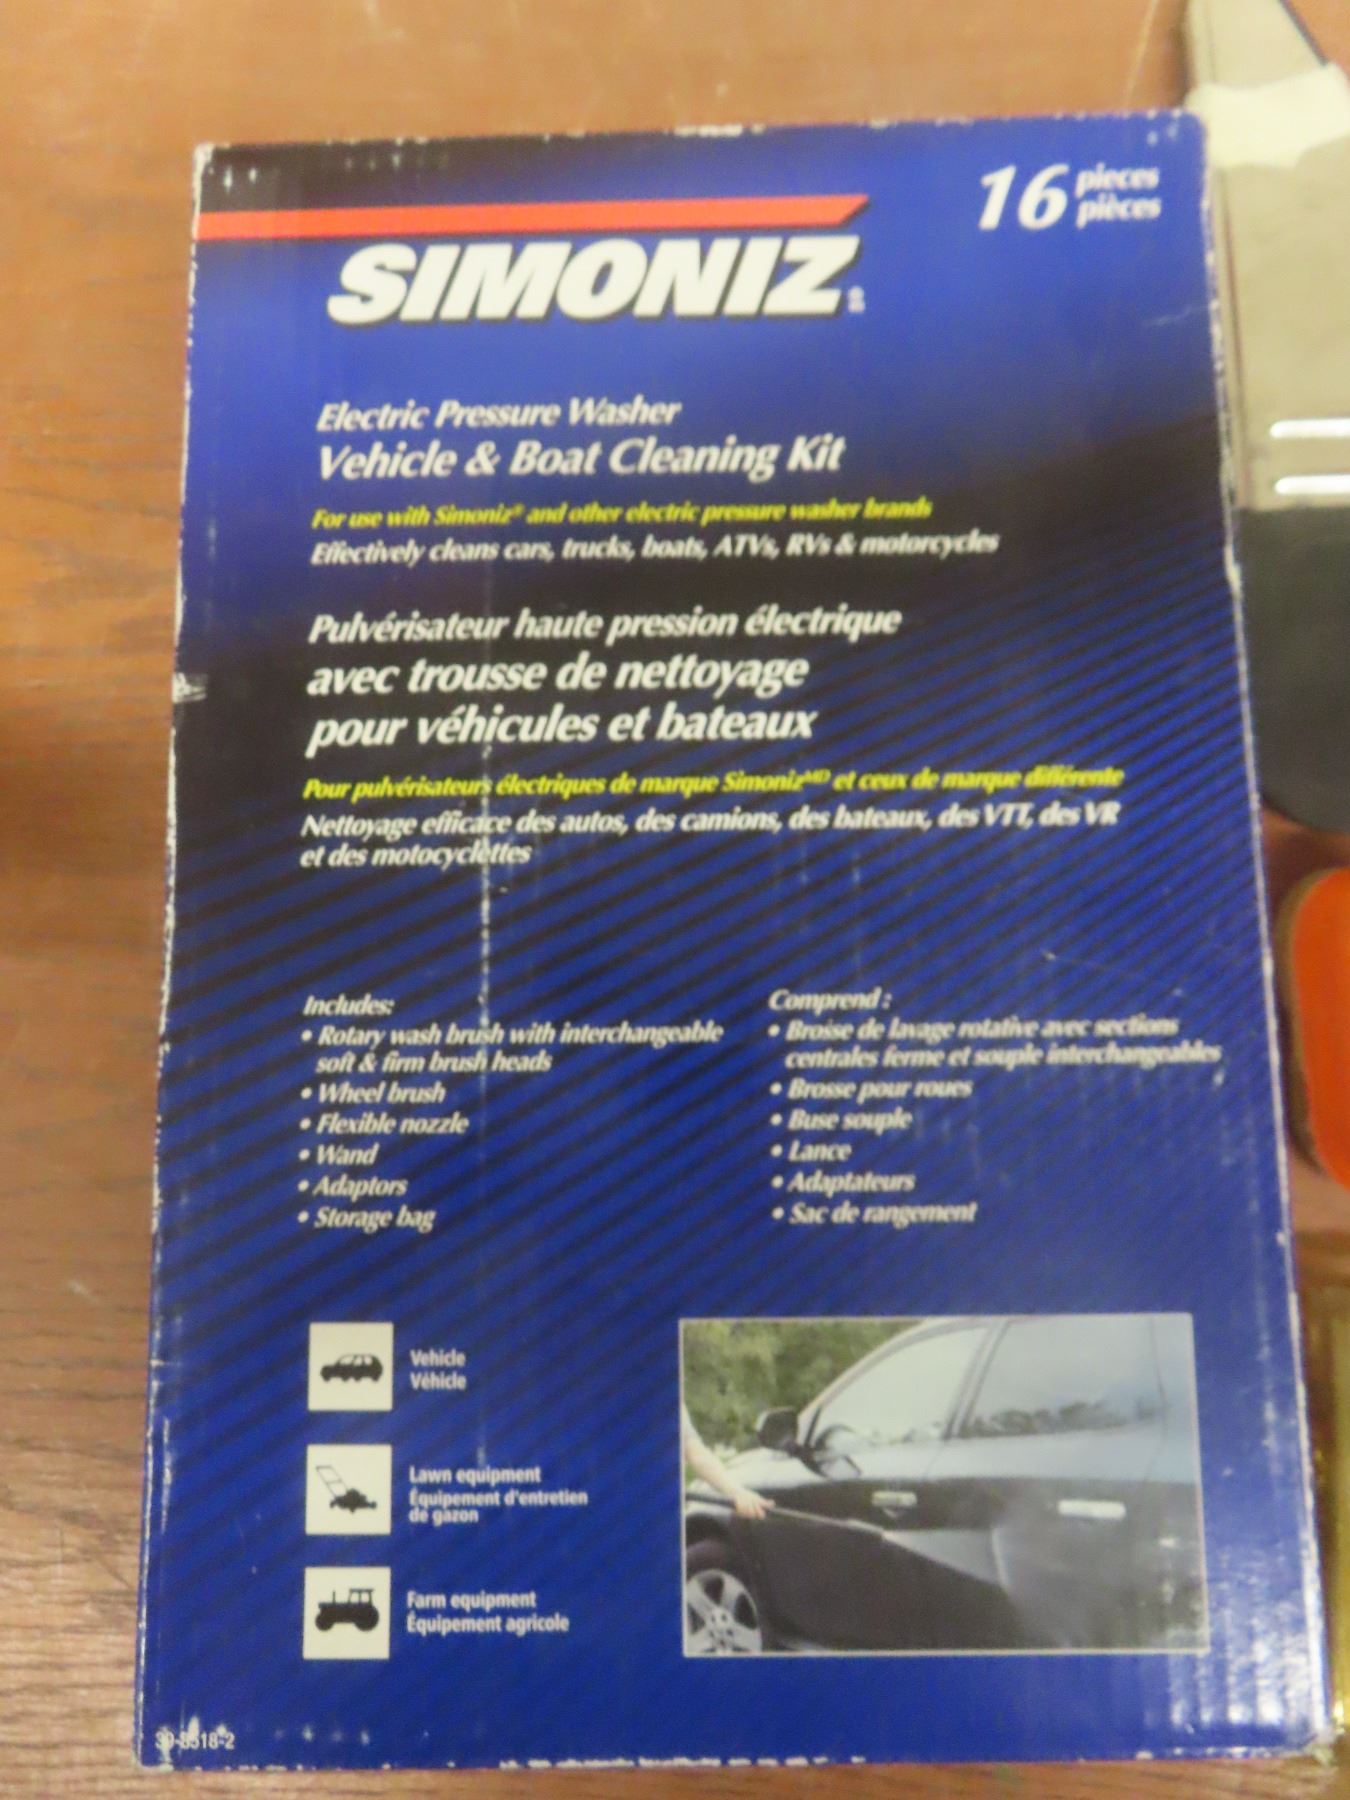 16 pieces
pièces
SIMONIZ®
Electric Pressure Washer
Vehicle & Boat Cleaning Kit
For use with Simoniz® and other electric pressure washer brands
Effectively cleans cars, trucks, boats, ATVs, RVs & motorcycles
Pulvérisateur haute pression électrique
avec trousse de nettoyage
pour véhicules et bateaux
Pour pulvérisateurs électriques de marque Simoniz MD et ceux de marque différente
Nettoyage efficace des autos, des camions, des bateaux, des VTT, des VR
et des motocyclettes
Includes:
• Rotary wash brush with interchangeable
soft & firm brush heads
• Wheel brush
• Flexible nozzle
• Wand
• Adaptors
• Storage bag
Comprend :
• Brosse de lavage rotative avec sections
centrales ferme et souple interchangeables
• Brosse pour roues
• Buse souple
• Lance
• Adaptateurs
• Sac de rangement
Vehicle
Véhicle
Lawn equipment
Équipement d'entretien
de gazon
Farm equipment
Équipement agricole
39-8518-2